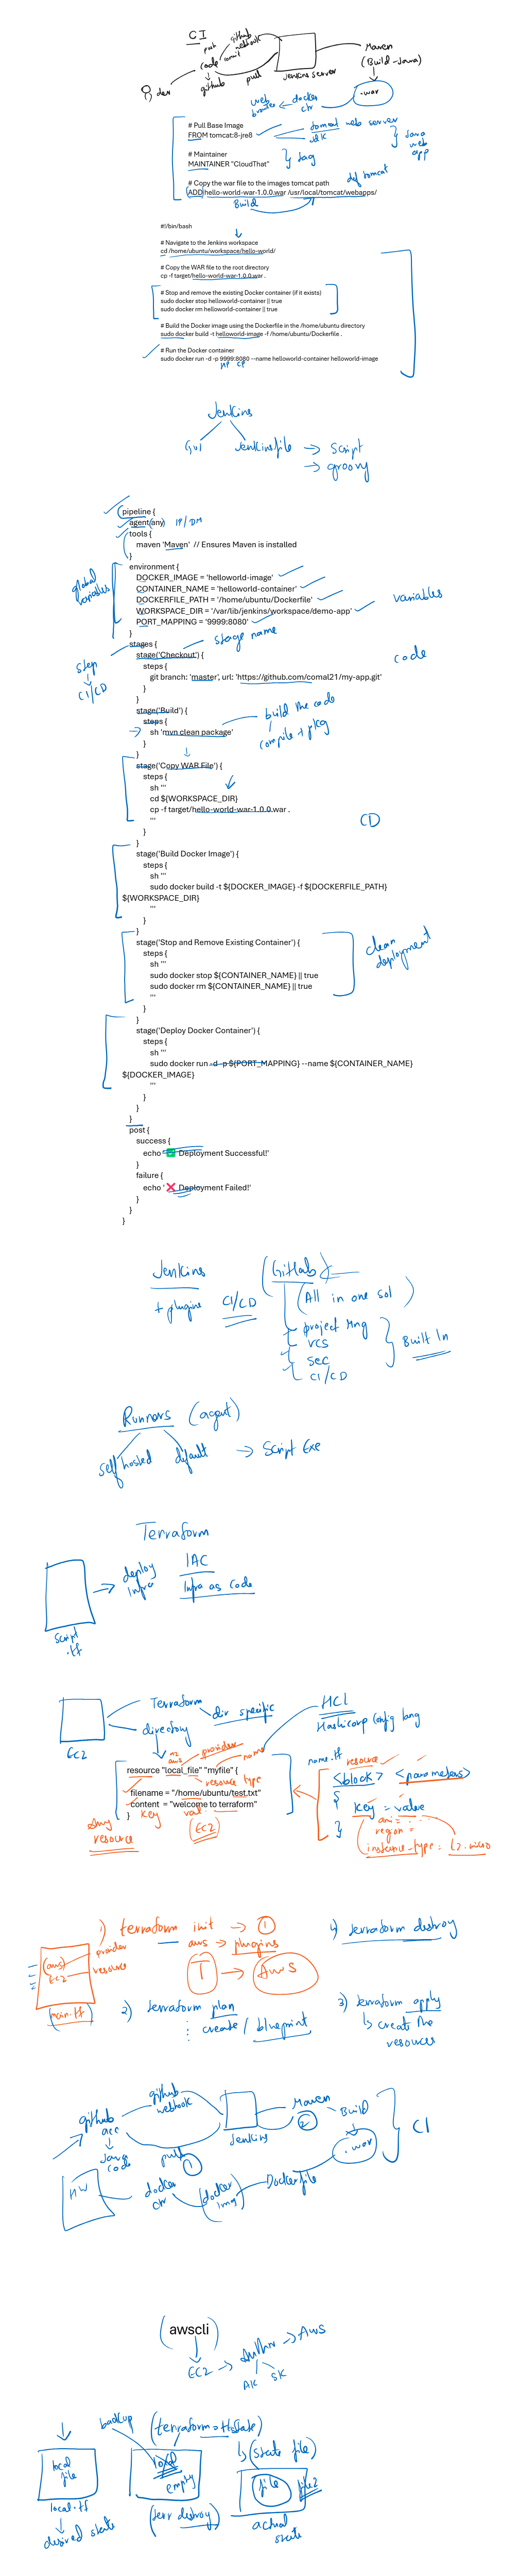 CI
push
github
webhook
code
commit
dev
github
pull
Jenkins server
Maven
(Build - Java)
.war
docker
ctr
web
browser
# Pull Base Image
FROM tomcat:8-jre8
tomcat web server
Java
web
app
# Maintainer
MAINTAINER "CloudThat"
tag
# Copy the war file to the images tomcat path
def tomcat
ADD hello-world-war-1.0.0.war /usr/local/tomcat/webapps/
Build
#!/bin/bash
# Navigate to the Jenkins workspace
cd /home/ubuntu/workspace/hello-world/
# Copy the WAR file to the root directory
cp -f target/hello-world-war-1.0.0.war .
# Stop and remove the existing Docker container (if it exists)
sudo docker stop helloworld-container || true
sudo docker rm helloworld-container || true
# Build the Docker image using the Dockerfile in the /home/ubuntu directory
sudo docker build -t helloworld-image -f /home/ubuntu/Dockerfile .
# Run the Docker container
sudo docker run -d -p 9999:8080 --name helloworld-container helloworld-image
HP CP
Jenkins
GUI
Jenkinsfile → Script
→ groovy
pipeline {
agent any
tools {
maven 'Maven' // Ensures Maven is installed
}
environment {
DOCKER_IMAGE = 'helloworld-image'
CONTAINER_NAME = 'helloworld-container'
DOCKERFILE_PATH = '/home/ubuntu/Dockerfile'
WORKSPACE_DIR = '/var/lib/jenkins/workspace/demo-app'
PORT_MAPPING = '9999:8080'
}
global
variables
variables
stages {
stage name
stage('Checkout') {
steps {
git branch: 'master', url: 'https://github.com/comal21/my-app.git'
}
}
code
step
CI/CD
stage('Build') {
steps {
sh 'mvn clean package'
}
}
build the code
compile + pkg
stage('Copy WAR File') {
steps {
sh '''
cd ${WORKSPACE_DIR}
cp -f target/hello-world-war-1.0.0.war .
'''
}
}
CD
stage('Build Docker Image') {
steps {
sh '''
sudo docker build -t ${DOCKER_IMAGE} -f ${DOCKERFILE_PATH}
${WORKSPACE_DIR}
'''
}
}
stage('Stop and Remove Existing Container') {
steps {
sh '''
sudo docker stop ${CONTAINER_NAME} || true
sudo docker rm ${CONTAINER_NAME} || true
'''
}
}
clean
deployment
stage('Deploy Docker Container') {
steps {
sh '''
sudo docker run -d -p ${PORT_MAPPING} --name ${CONTAINER_NAME}
${DOCKER_IMAGE}
'''
}
}
}
post {
success {
echo '✅ Deployment Successful!'
}
failure {
echo '❌ Deployment Failed!'
}
}
}
Jenkins
+ plugins
CI/CD
(GitLab)
(All in one sol)
project Mng
VCS
Sec
CI/CD
Built In
Runners (agent)
self hosted
default
→ Script Exe
Terraform
script
.tf
→ deploy
Infra
IAC
Infra as Code
EC2
Terraform
directory
dir specific
HCL
Hashicorp Config lang
provider
name
resource "local_file" "myfile" {
resource type
filename = "/home/ubuntu/test.txt"
content = "welcome to terraform"
}
key
val
EC2
any
resource
name.tf
resource
<block> <parameters>
{
key = value
ami =
region =
instance_type = t2.micro
}
1) terraform init → 1
aws → plugins
T → AWS
(aws)
EC2
provider
resource
(main.tf)
2) terraform plan
create / blueprint
3) terraform apply
↳ create the
resources
4) terraform destroy
github
acc
Java
code
github
webhook
pull
1
Jenkins
Maven
2
Build
.war
CI
Dockerfile
(docker
img)
docker
ctr
HW
(awscli)
EC2 → Authn → AWS
AK SK
backup
(terraform.tfstate)
↳ (state file)
local
file
local.tf
desired state
empty
(terr destroy)
file
file2
actual
state